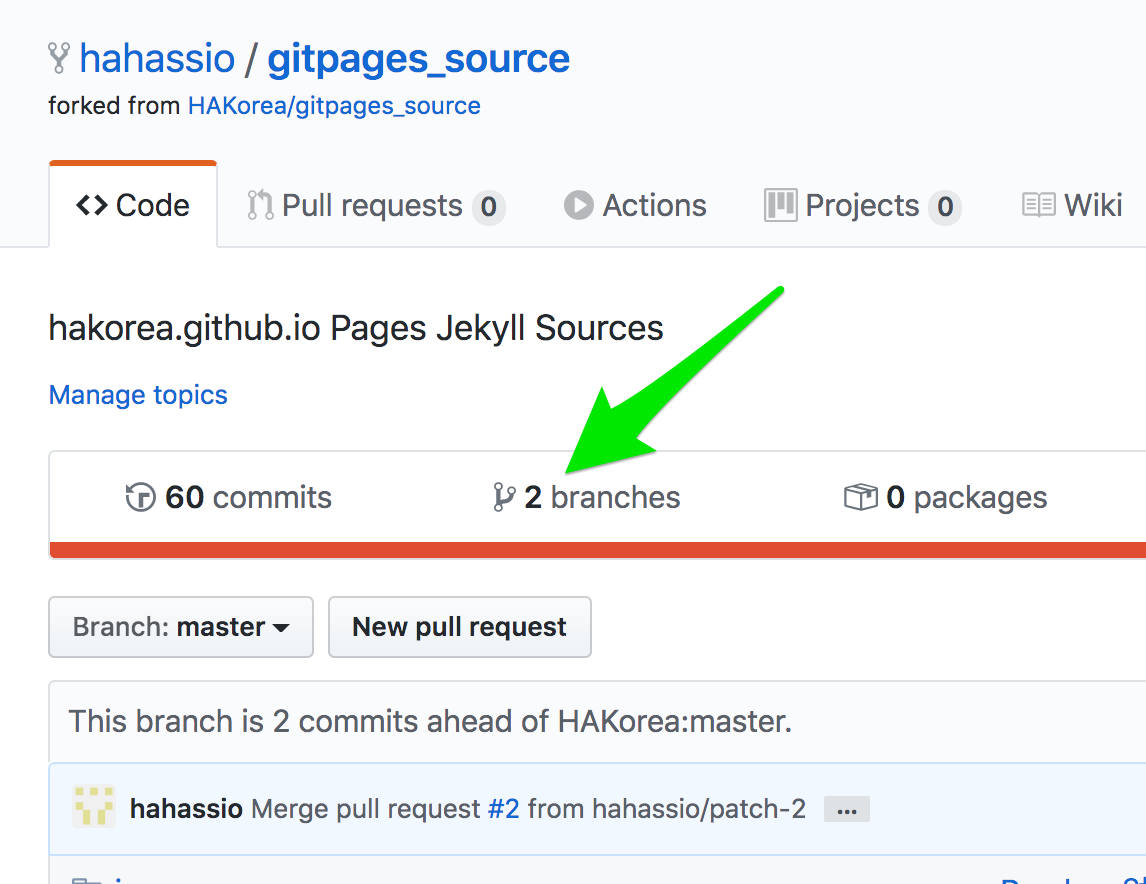 hahassio / gitpages_source
forked from HAKorea/gitpages_source
Code Pull requests 0 Actions Projects 0 Wiki
hakorea.github.io Pages Jekyll Sources
Manage topics
60 commits 2 branches 0 packages
Branch: master New pull request
This branch is 2 commits ahead of HAKorea:master.
hahassio Merge pull request #2 from hahassio/patch-2 ...